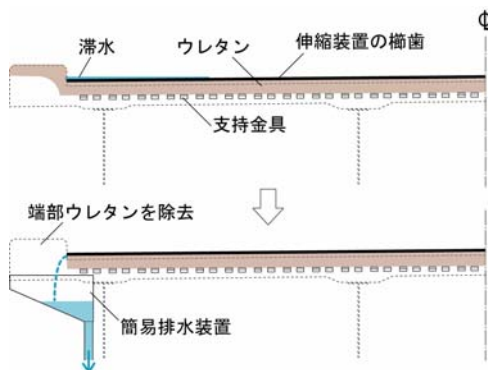 滞水
ウレタン
伸縮装置の櫛歯
℄
支持金具
端部ウレタンを除去
簡易排水装置